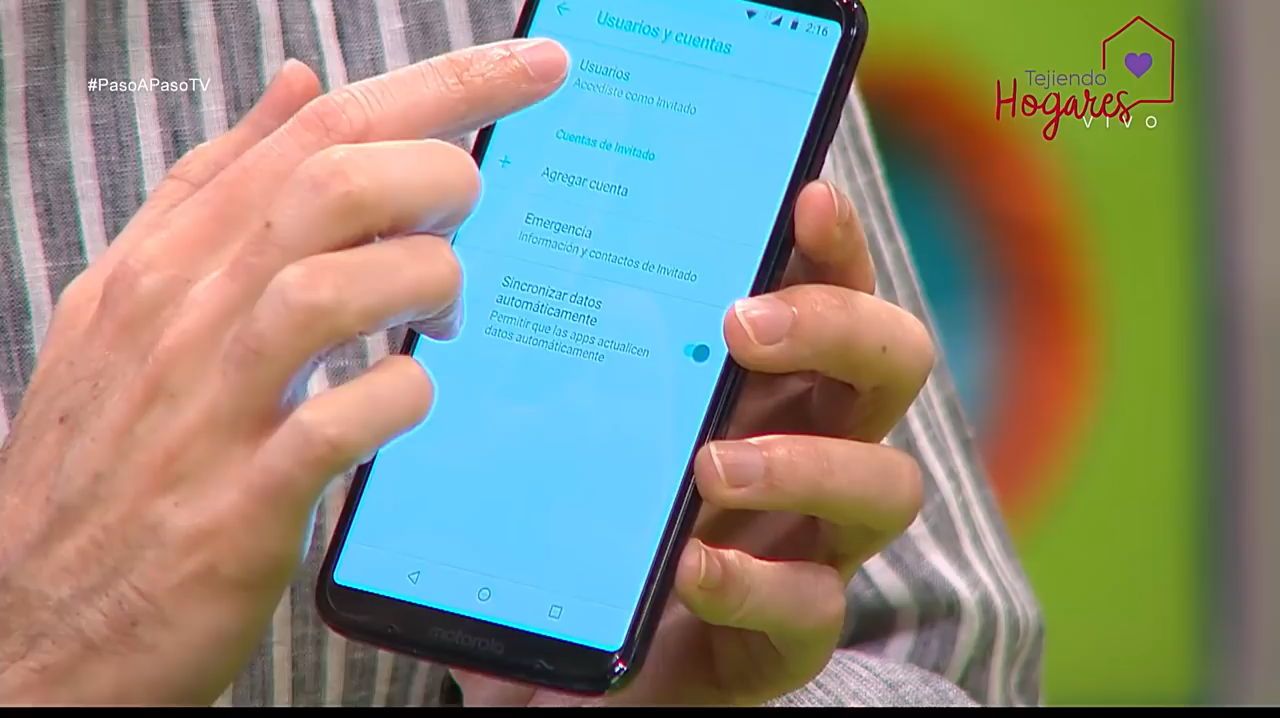 #PasoAPasoTV
Tejiendo
Hogares
VIVO
2:16
Usuarios y cuentas
Usuarios
Accediste como Invitado
Cuentas de Invitado
+ Agregar cuenta
Emergencia
Información y contactos de Invitado
Sincronizar datos
automáticamente
Permitir que las apps actualicen
datos automáticamente
motorola